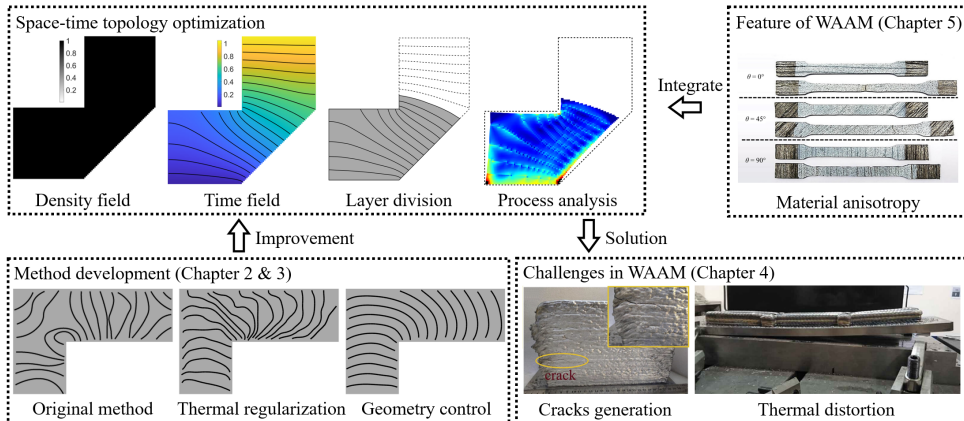 Space-time topology optimization
1
0.8
0.6
0.4
0.2
1
0.8
0.6
0.4
0.2
Density field
Time field
Layer division
Process analysis
Integrate
Feature of WAAM (Chapter 5)
θ = 0°
θ = 45°
θ = 90°
Material anisotropy
Improvement
Solution
Method development (Chapter 2 & 3)
Original method
Thermal regularization
Geometry control
Challenges in WAAM (Chapter 4)
crack
Cracks generation
Thermal distortion